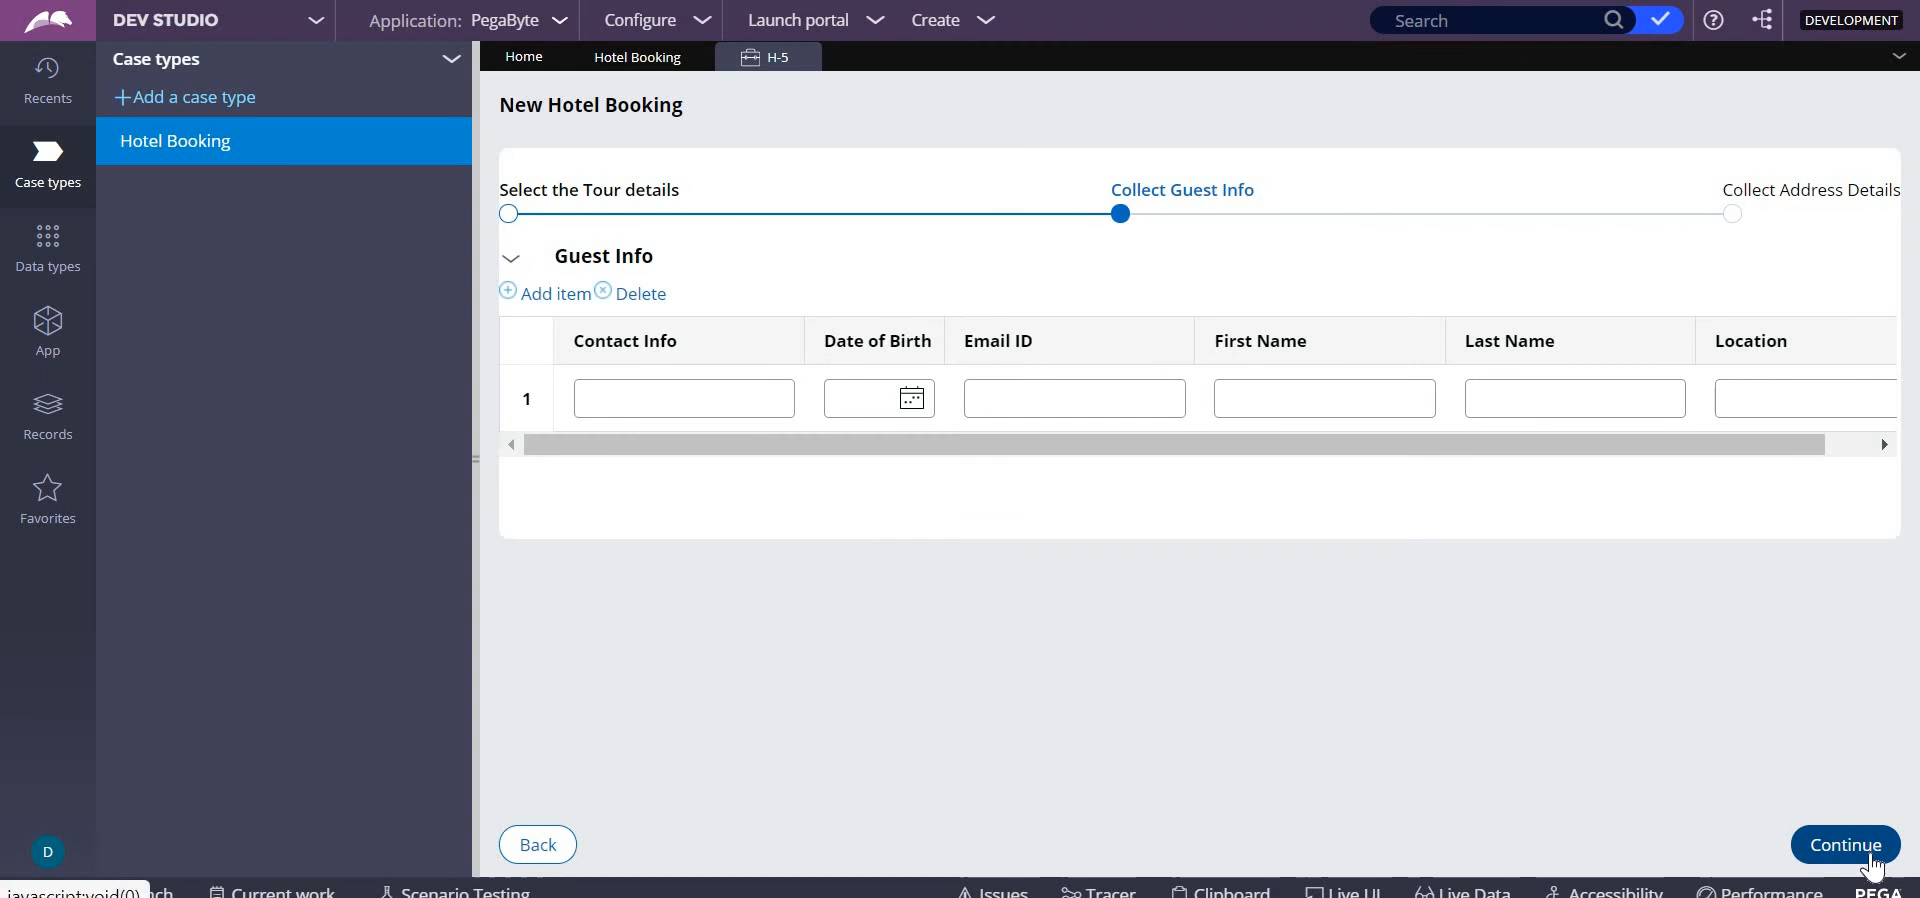 DEV STUDIO
Application: PegaByte
Configure
Launch portal
Create
Search
DEVELOPMENT
Recents
Case types
Data types
App
Records
Favorites
D
Case types
Add a case type
Hotel Booking
Home
Hotel Booking
H-5
New Hotel Booking
Select the Tour details
Collect Guest Info
Collect Address Details
Guest Info
Add item
Delete
Contact Info
Date of Birth
Email ID
First Name
Last Name
Location
1
Back
Continue
javascript:void(0)
Current work
Scenario Testing
Issues
Tracer
Clipboard
Live UI
Live Data
Accessibility
Performance
PEGA